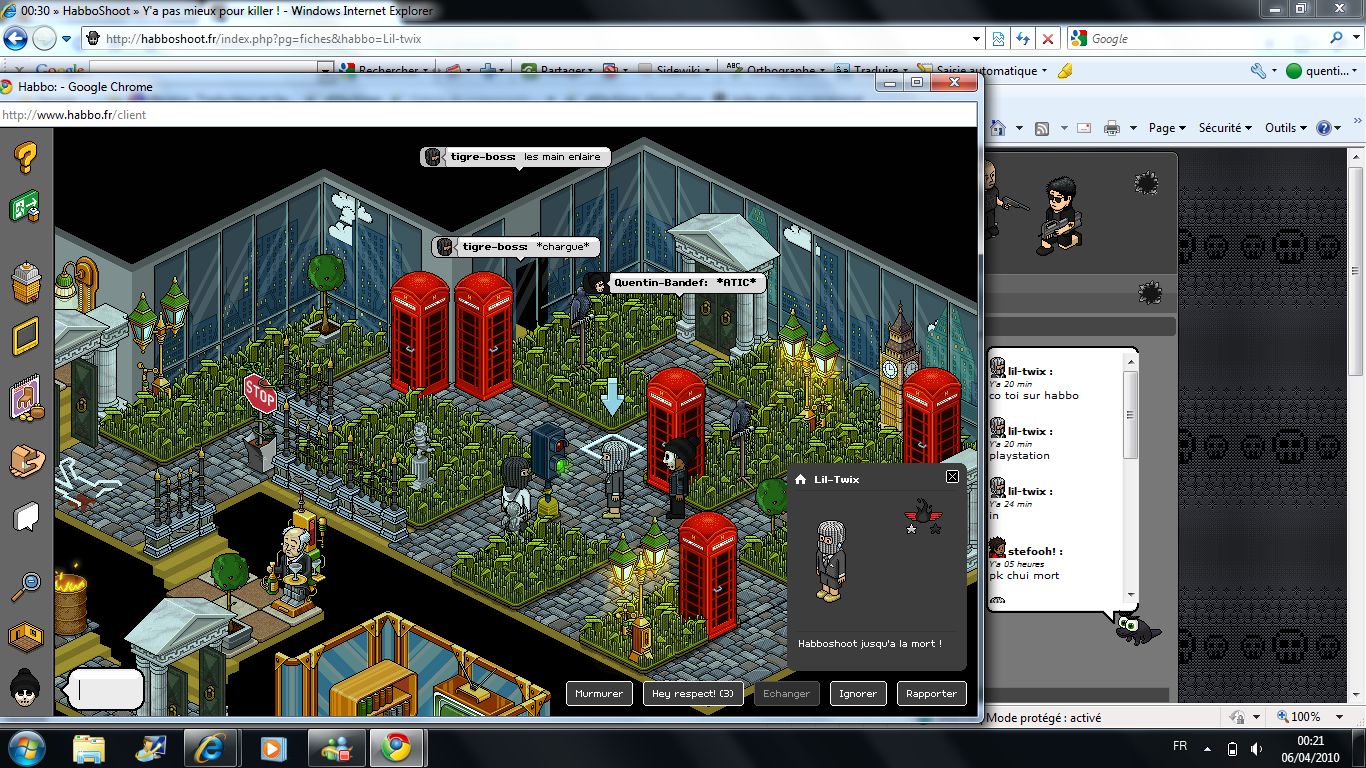 00:30 » HabboShoot » Y'a pas mieux pour killer ! - Windows Internet Explorer
http://habboshoot.fr/index.php?pg=fiches&habbo=Lil-twix
Google
Google
Rechercher
Partager
Sidewiki
ABC
Orthographe
Traduire
Saisie automatique
quenti...
Habbo: - Google Chrome
http://www.habbo.fr/client
Page
Sécurité
Outils
tigre-boss: les main enlaire
tigre-boss: *chargue*
Quentin-Bandef: *ATIC*
STOP
Lil-Twix
Habboshoot jusqu'a la mort !
Murmurer
Hey respect! (3)
Echanger
Ignorer
Rapporter
lil-twix :
Y'a 20 min
co toi sur habbo
lil-twix :
Y'a 20 min
playstation
lil-twix :
Y'a 24 min
in
stefooh! :
Y'a 05 heures
pk chui mort
Mode protégé : activé
100%
FR
00:21
06/04/2010